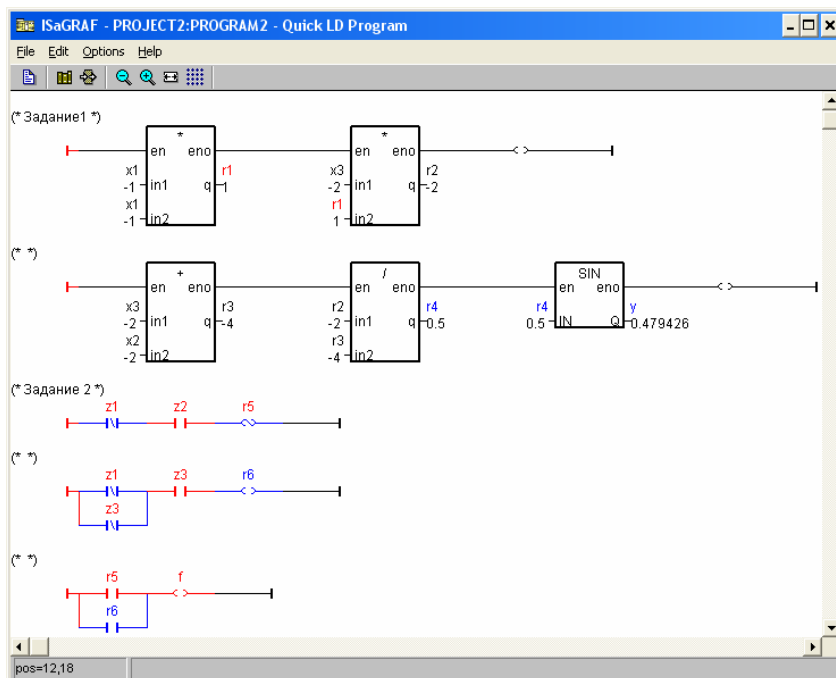 ISaGRAF - PROJECT2:PROGRAM2 - Quick LD Program
File Edit Options Help
(* Задание1 *)
* *
en eno en eno
x1 r1 x3 r2
-1 in1 q 1 -2 in1 q -2
x1 r1
-1 in2 1 in2
(* *)
+ / SIN
en eno en eno en eno
x3 r3 r2 r4 r4 y
-2 in1 q -4 -2 in1 q 0.5 0.5 IN Q 0.479426
x2 r3
-2 in2 -4 in2
(* Задание 2 *)
z1 z2 r5
(* *)
z1 z3 r6
z3
(* *)
r5 f
r6
pos=12,18